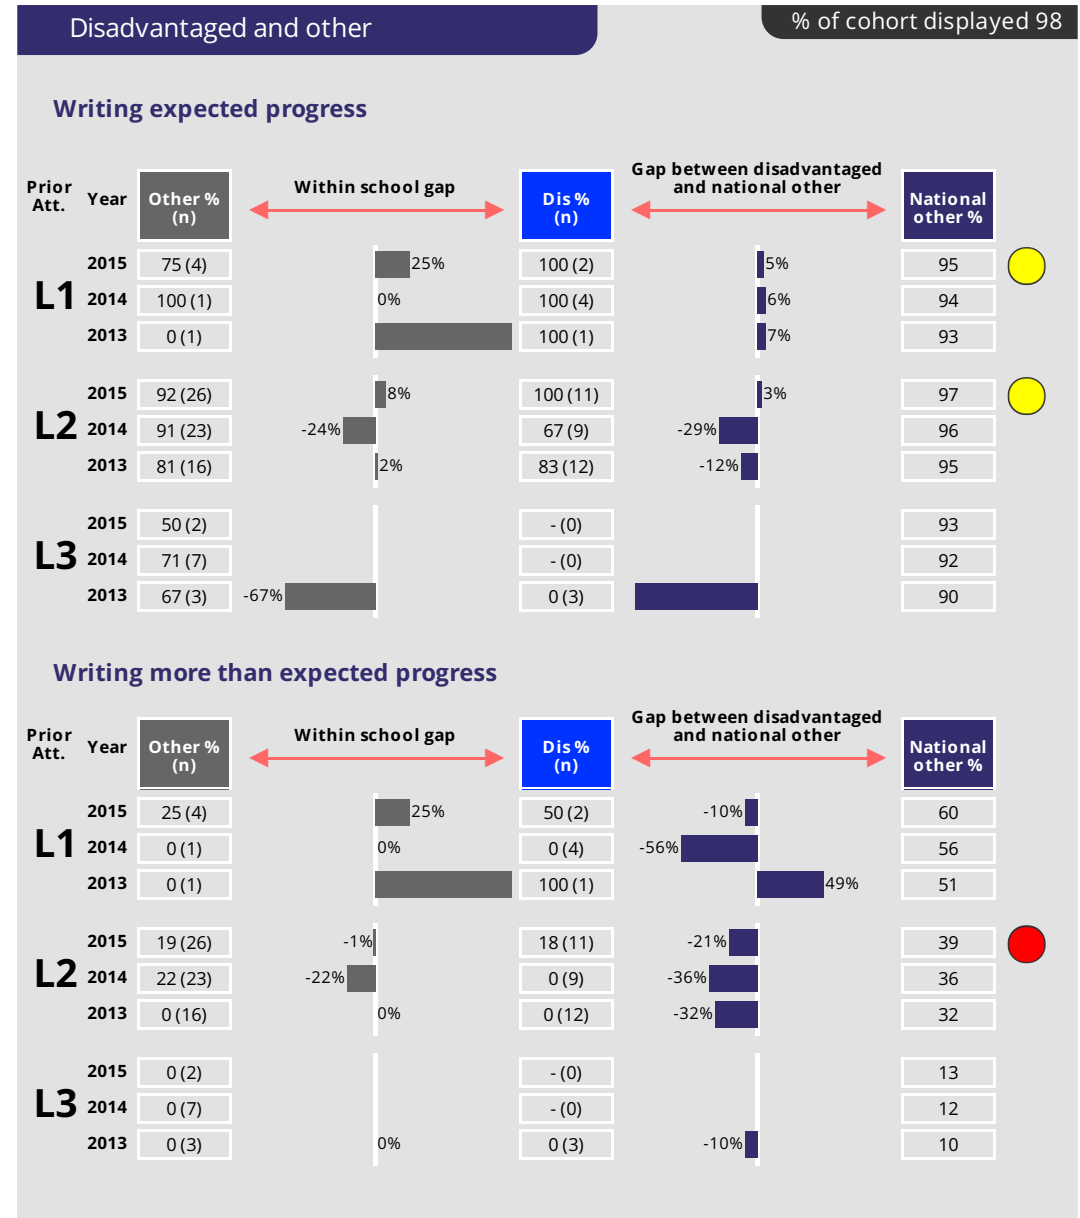 Disadvantaged and other
% of cohort displayed 98
Writing expected progress
Prior Att. Year Other % (n) Within school gap Dis % (n) Gap between disadvantaged and national other National other %
L1
2015 75 (4) 25% 100 (2) 5% 95
2014 100 (1) 0% 100 (4) 6% 94
2013 0 (1) 100 (1) 7% 93
L2
2015 92 (26) 8% 100 (11) 3% 97
2014 91 (23) -24% 67 (9) -29% 96
2013 81 (16) 2% 83 (12) -12% 95
L3
2015 50 (2) - (0) 93
2014 71 (7) - (0) 92
2013 67 (3) -67% 0 (3) 90
Writing more than expected progress
Prior Att. Year Other % (n) Within school gap Dis % (n) Gap between disadvantaged and national other National other %
L1
2015 25 (4) 25% 50 (2) -10% 60
2014 0 (1) 0% 0 (4) -56% 56
2013 0 (1) 100 (1) 49% 51
L2
2015 19 (26) -1% 18 (11) -21% 39
2014 22 (23) -22% 0 (9) -36% 36
2013 0 (16) 0% 0 (12) -32% 32
L3
2015 0 (2) - (0) 13
2014 0 (7) - (0) 12
2013 0 (3) 0% 0 (3) -10% 10